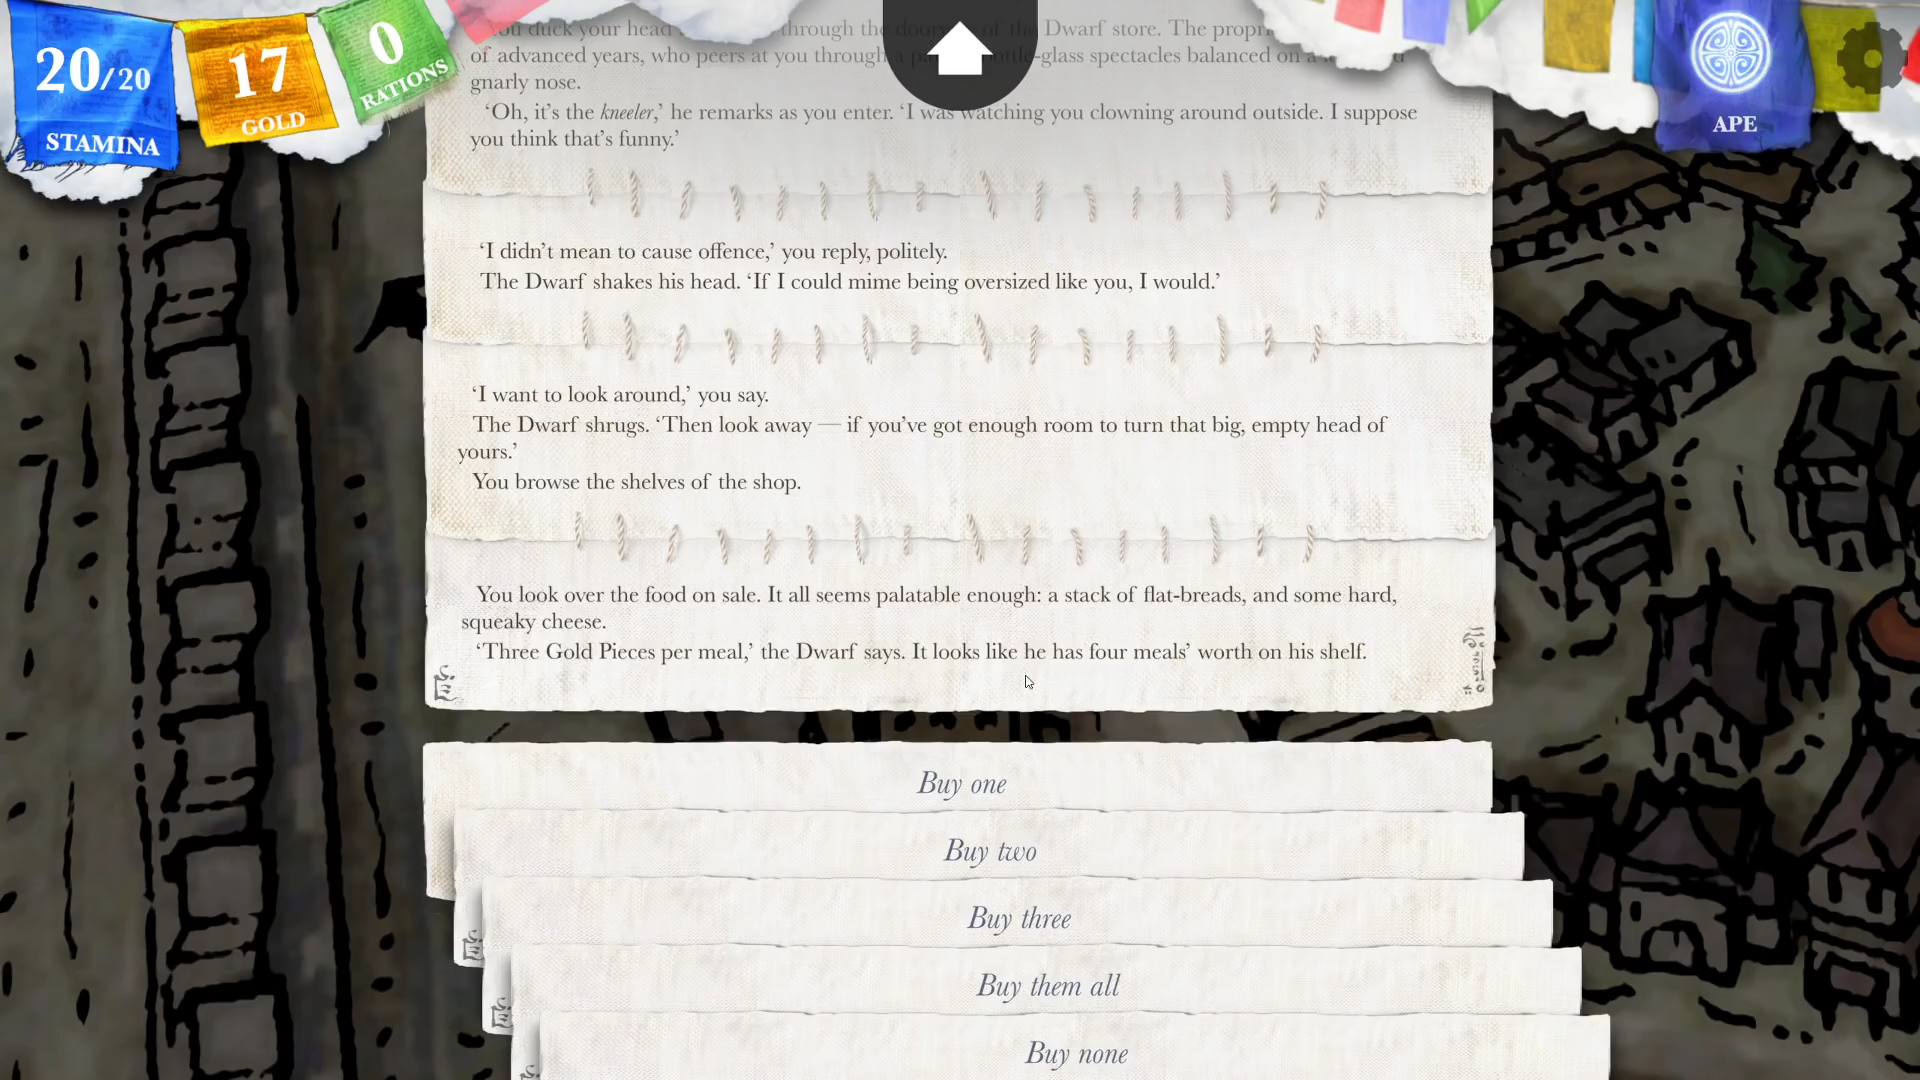 20/20
STAMINA
17
GOLD
0
RATIONS
APE
duck your head through the of the Dwarf store. The
of advanced years, who peers at you through a -glass spectacles balanced on
gnarly nose.
‘Oh, it’s the kneeler,’ he remarks as you enter. ‘I was watching you clowning around outside. I suppose
you think that’s funny.’
‘I didn’t mean to cause offence,’ you reply, politely.
The Dwarf shakes his head. ‘If I could mime being oversized like you, I would.’
‘I want to look around,’ you say.
The Dwarf shrugs. ‘Then look away — if you’ve got enough room to turn that big, empty head of
yours.’
You browse the shelves of the shop.
You look over the food on sale. It all seems palatable enough: a stack of flat-breads, and some hard,
squeaky cheese.
‘Three Gold Pieces per meal,’ the Dwarf says. It looks like he has four meals’ worth on his shelf.
Buy one
Buy two
Buy three
Buy them all
Buy none